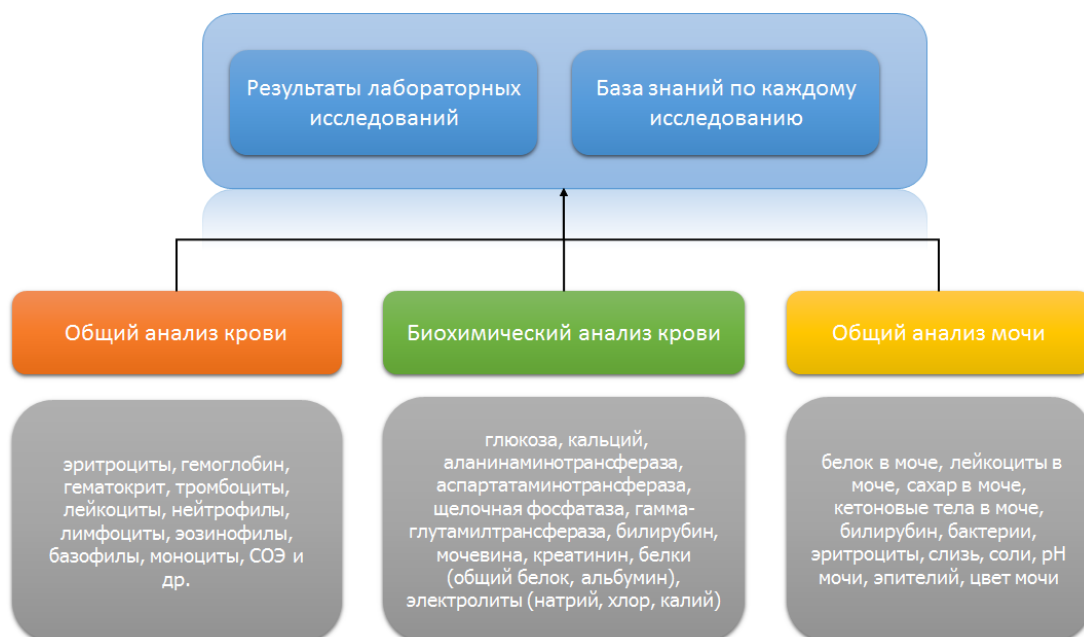 Результаты лабораторных
исследований
База знаний по каждому
исследованию
Общий анализ крови
Биохимический анализ крови
Общий анализ мочи
эритроциты, гемоглобин,
гематокрит, тромбоциты,
лейкоциты, нейтрофилы,
лимфоциты, эозинофилы,
базофилы, моноциты, СОЭ и
др.
глюкоза, кальций,
аланинаминотрансфераза,
аспартатаминотрансфераза,
щелочная фосфатаза, гамма-
глутамилтрансфераза, билирубин,
мочевина, креатинин, белки
(общий белок, альбумин),
электролиты (натрий, хлор, калий)
белок в моче, лейкоциты в
моче, сахар в моче,
кетоновые тела в моче,
билирубин, бактерии,
эритроциты, слизь, соли, pH
мочи, эпителий, цвет мочи